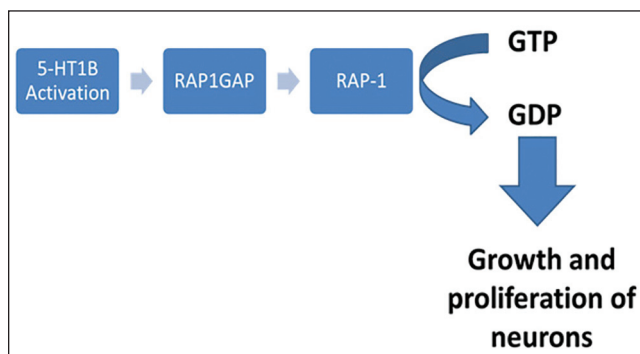 5-HT1B
Activation
RAP1GAP
RAP-1
GTP
GDP
Growth and
proliferation of
neurons